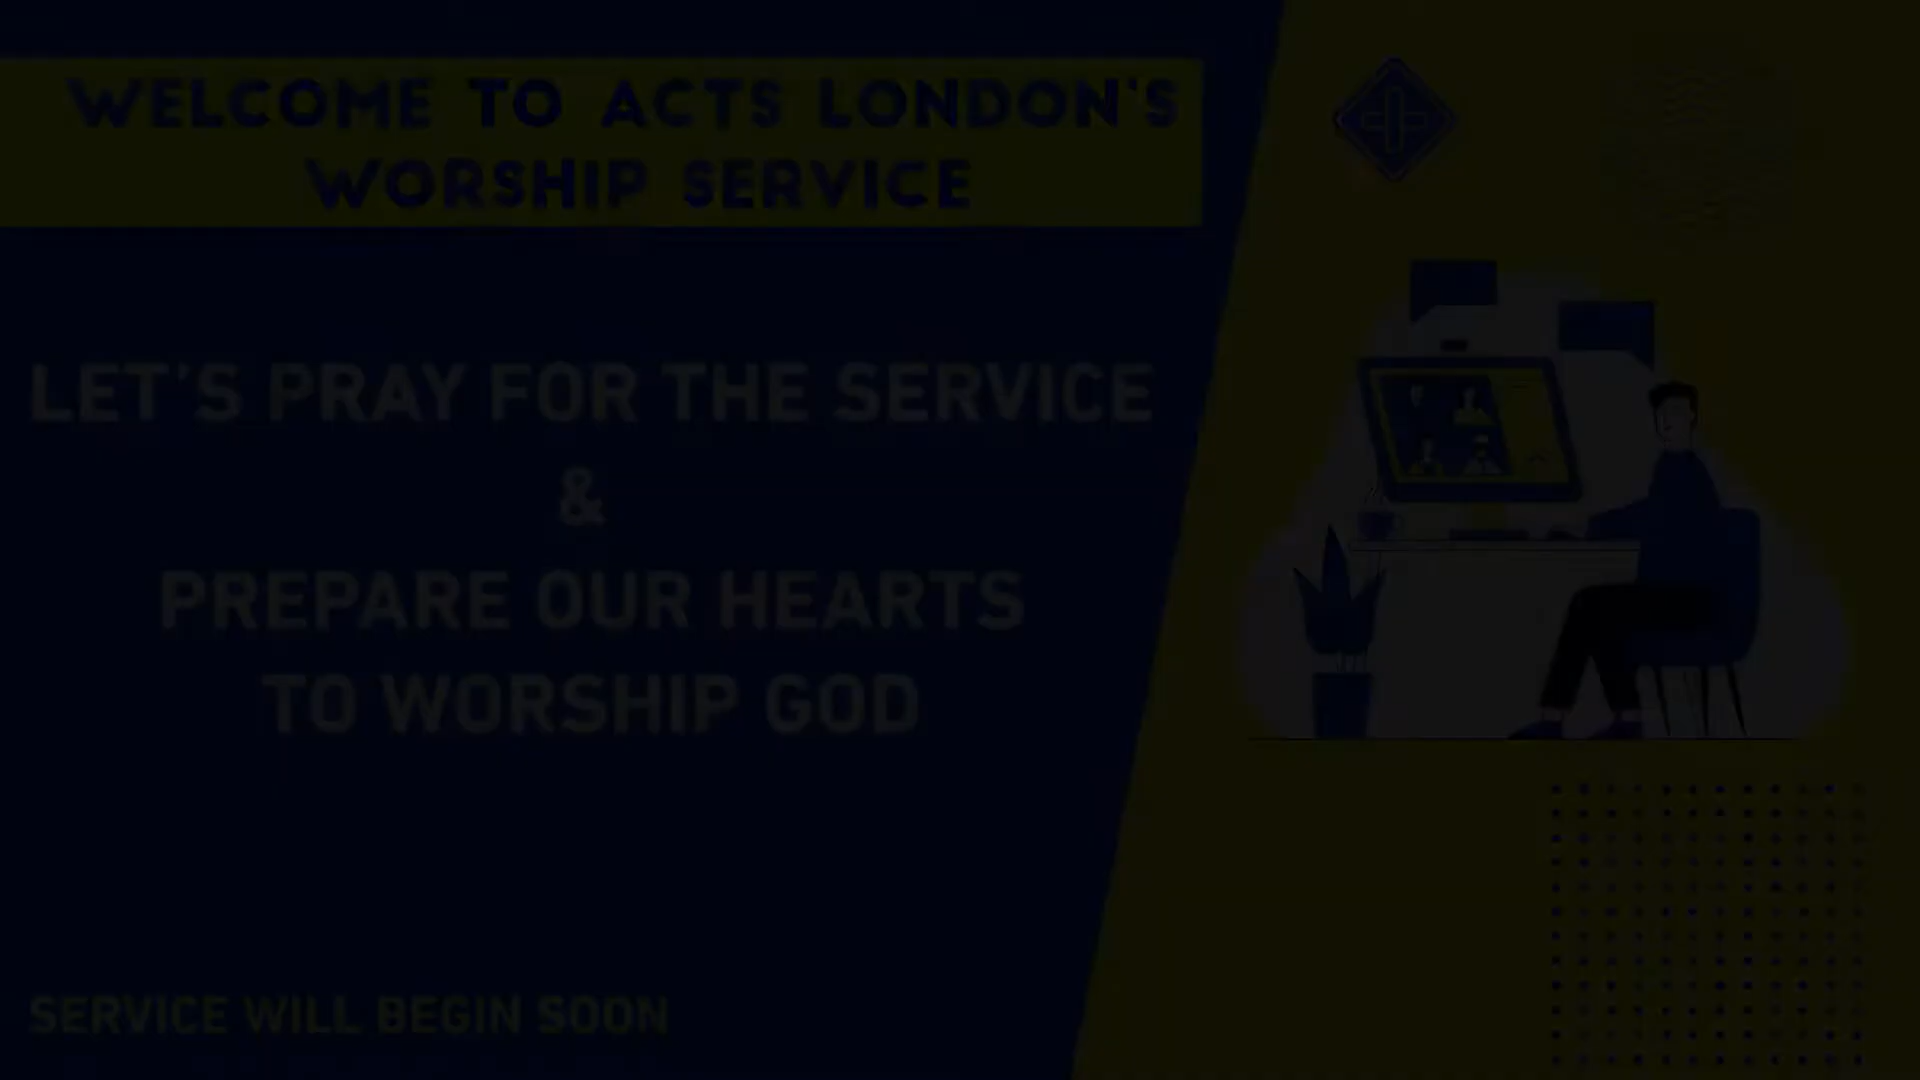 WELCOME TO ACTS LONDON'S
WORSHIP SERVICE
LET'S PRAY FOR THE SERVICE
&
PREPARE OUR HEARTS
TO WORSHIP GOD
SERVICE WILL BEGIN SOON